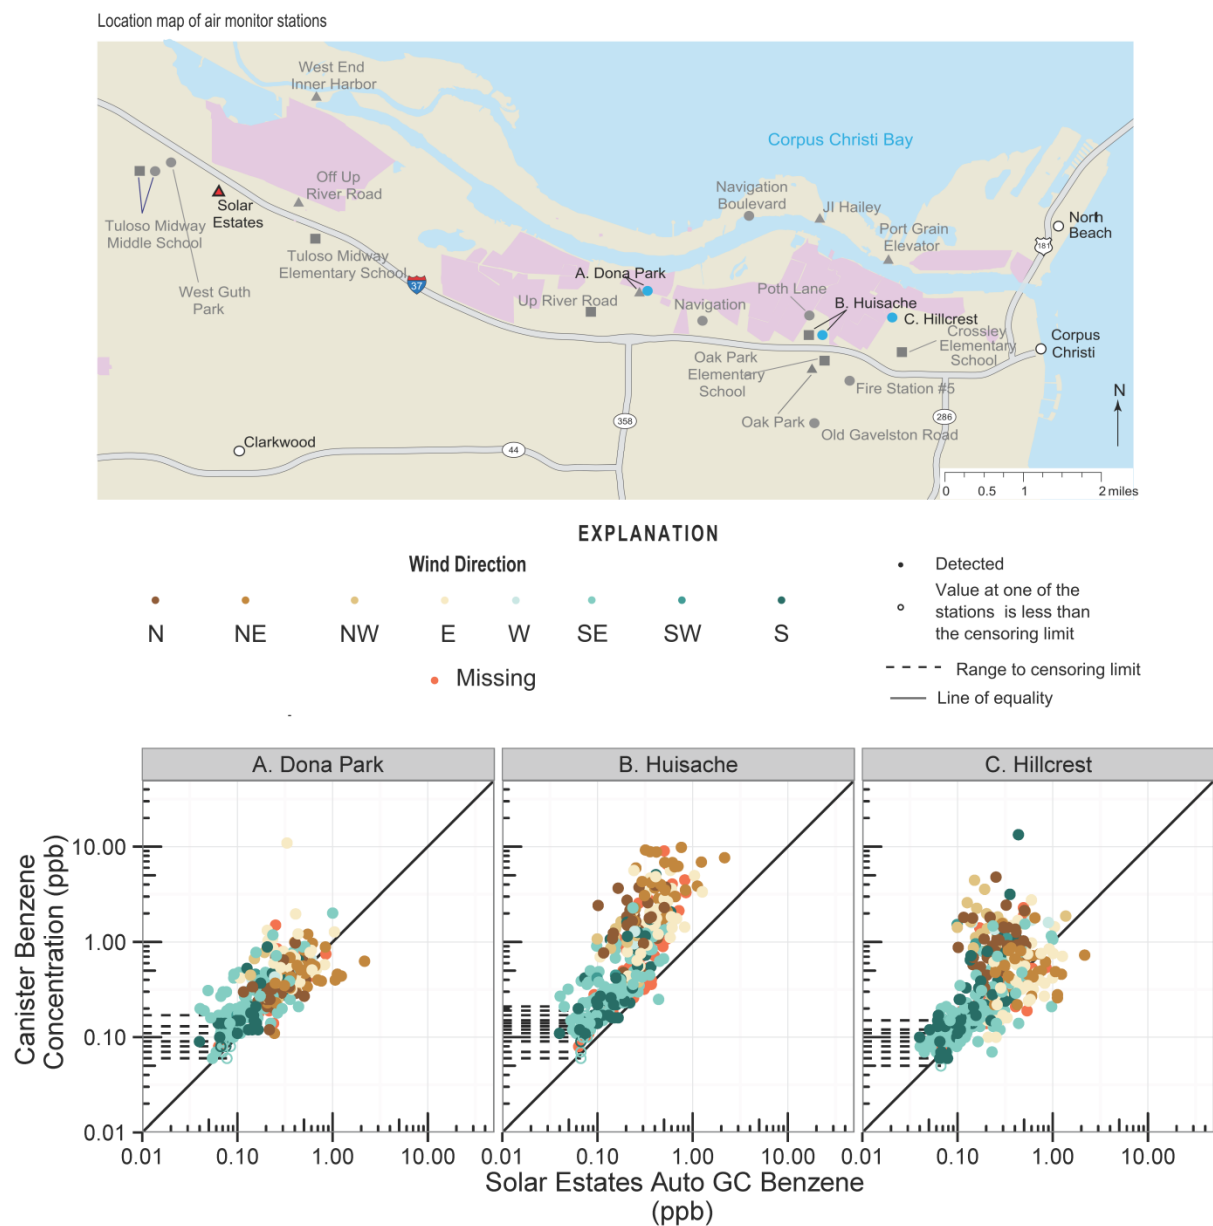 Location map of air monitor stations
West End
Inner Harbor
Corpus Christi Bay
Off Up
River Road
Solar
Estates
Tuloso Midway
Middle School
Tuloso Midway
Elementary School
West Guth
Park
37
Navigation
Boulevard
JI Hailey
Port Grain
Elevator
North
Beach
181
A. Dona Park
Up River Road
Navigation
Poth Lane
B. Huisache
C. Hillcrest
Crossley
Elementary
School
Corpus
Christi
Oak Park
Elementary
School
Fire Station #5
Oak Park
Old Gavelston Road
Clarkwood
44
358
286
N
0 0.5 1 2 miles
EXPLANATION
Wind Direction
N NE NW E W SE SW S
Missing
Detected
Value at one of the
stations is less than
the censoring limit
Range to censoring limit
Line of equality
A. Dona Park B. Huisache C. Hillcrest
Canister Benzene
Concentration (ppb)
10.00
1.00
0.10
0.01
0.01 0.10 1.00 10.00 0.01 0.10 1.00 10.00 0.01 0.10 1.00 10.00
Solar Estates Auto GC Benzene
(ppb)